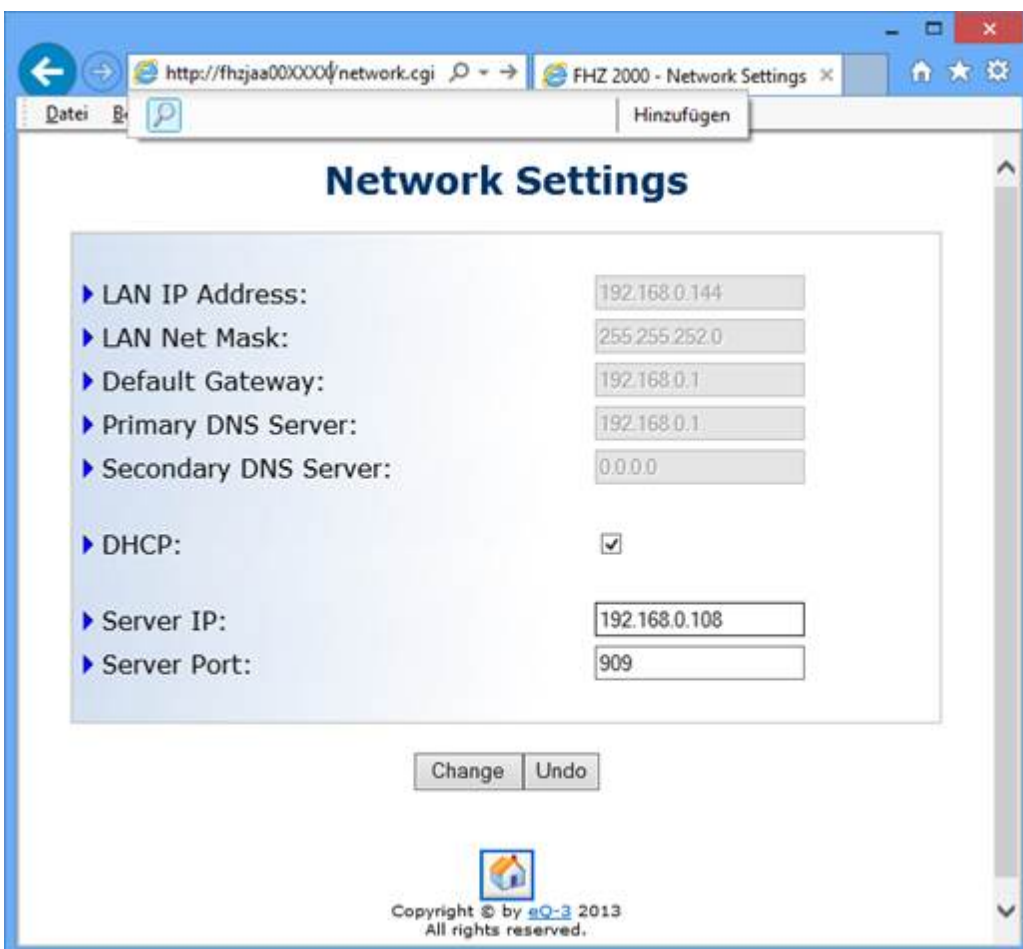 http://fhzjaa00XXXX/network.cgi
FHZ 2000 - Network Settings
Datei
Hinzufügen
Network Settings
LAN IP Address: 192.168.0.144
LAN Net Mask: 255.255.252.0
Default Gateway: 192.168.0.1
Primary DNS Server: 192.168.0.1
Secondary DNS Server: 0.0.0.0
DHCP:
Server IP: 192.168.0.108
Server Port: 909
Change Undo
Copyright © by eQ-3 2013
All rights reserved.